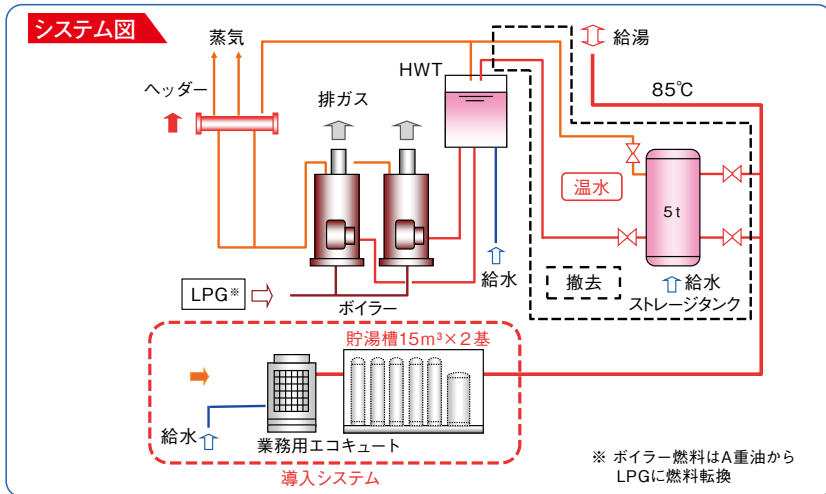 システム図
蒸気
ヘッダー
排ガス
HWT
給湯
85℃
温水
5t
給水
ストレージタンク
撤去
給水
LPG※
ボイラー
貯湯槽15m³×2基
給水
業務用エコキュート
導入システム
※ ボイラー燃料はA重油から
LPGに燃料転換